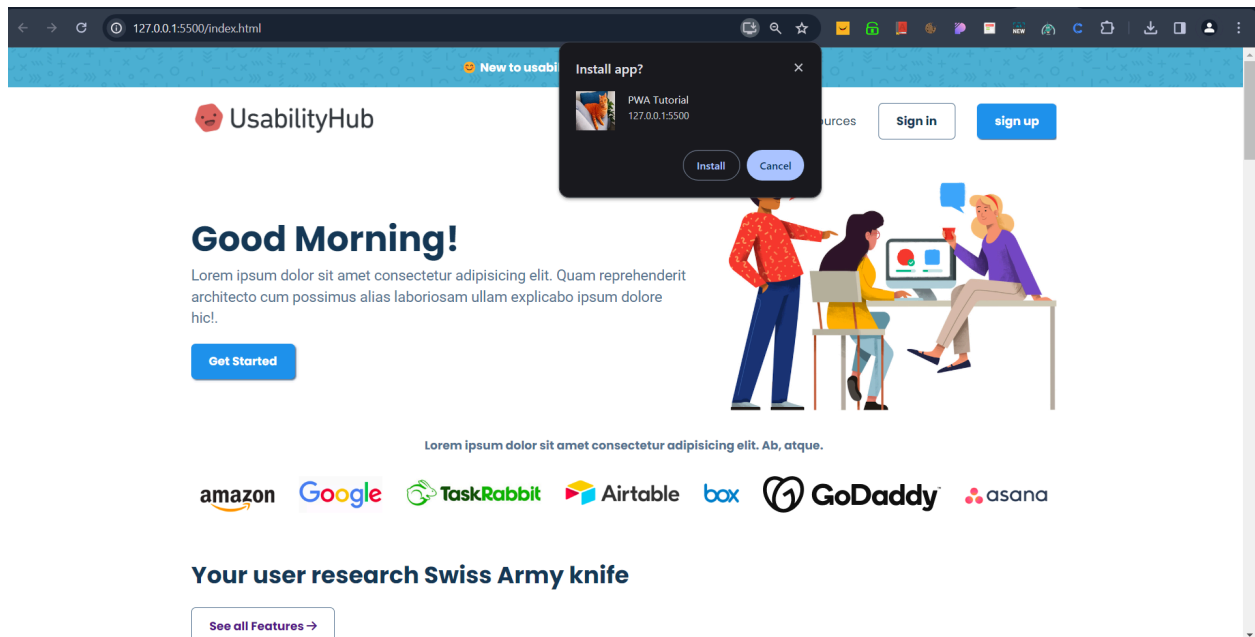 127.0.0.1:5500/index.html
NEW
C
New to usabi
Install app?
PWA Tutorial
127.0.0.1:5500
Install
Cancel
UsabilityHub
urces
Sign in
sign up
Good Morning!
Lorem ipsum dolor sit amet consectetur adipisicing elit. Quam reprehenderit
architecto cum possimus alias laboriosam ullam explicabo ipsum dolore
hic!.
Get Started
Lorem ipsum dolor sit amet consectetur adipisicing elit. Ab, atque.
amazon Google TaskRabbit Airtable box GoDaddy asana
Your user research Swiss Army knife
See all Features →